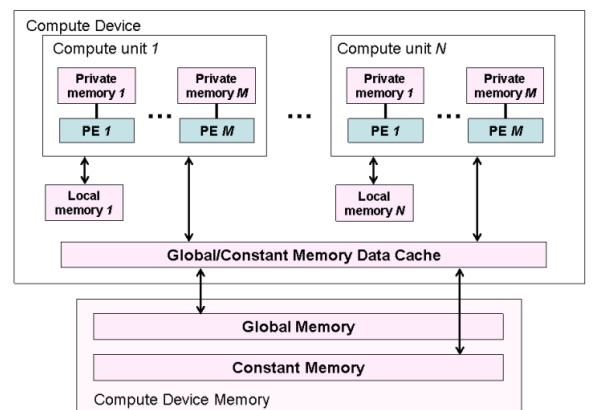 Compute Device
Compute unit 1
Compute unit N
Private
memory 1
Private
memory M
Private
memory 1
Private
memory M
PE 1
PE M
PE 1
PE M
Local
memory 1
Local
memory N
Global/Constant Memory Data Cache
Global Memory
Constant Memory
Compute Device Memory